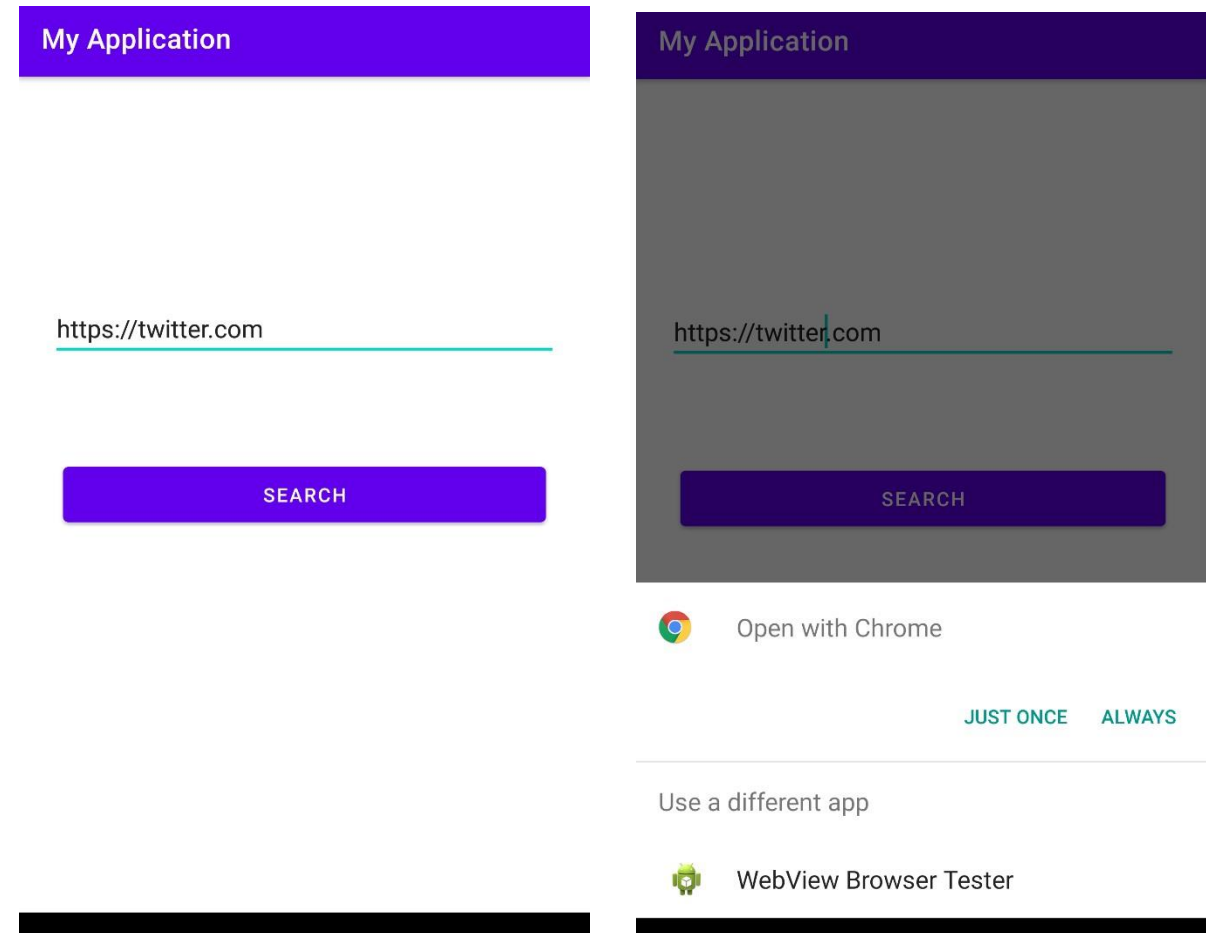 My Application
https://twitter.com
SEARCH
My Application
https://twitter.com
SEARCH
Open with Chrome
JUST ONCE ALWAYS
Use a different app
WebView Browser Tester